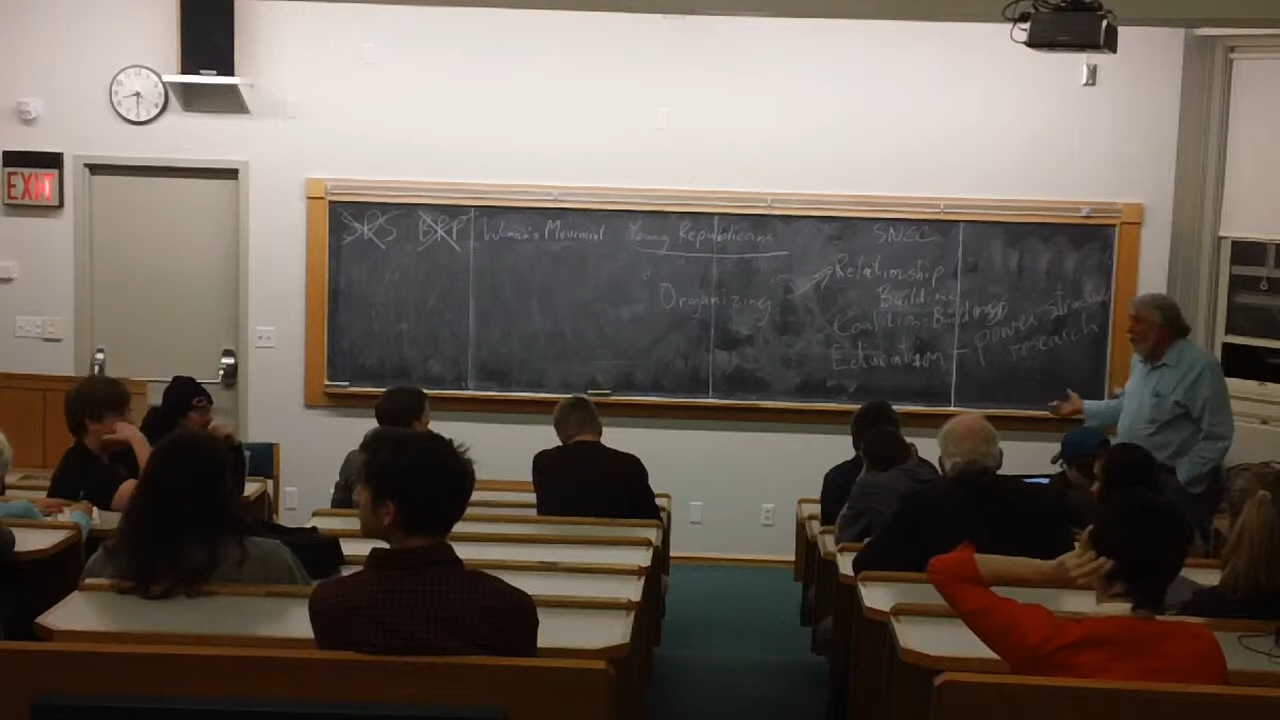 EXIT
SDS BRP Women's Movement Young Republicans SNCC
Organizing
Relationship
Building
Coalition-Building
Education - power structure
research